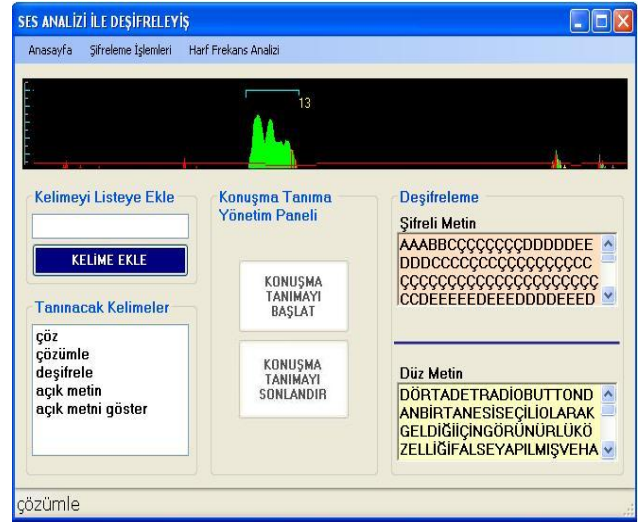 SES ANALİZİ İLE DEŞİFRELEYİŞ
Anasayfa Şifreleme İşlemleri Harf Frekans Analizi
13
Kelimeyi Listeye Ekle
KELİME EKLE
Tanınacak Kelimeler
çöz
çözümle
deşifrele
açık metin
açık metni göster
Konuşma Tanıma
Yönetim Paneli
KONUŞMA
TANIMAYI
BAŞLAT
KONUŞMA
TANIMAYI
SONLANDIR
Deşifreleme
Şifreli Metin
AAABBCÇÇÇÇÇÇÇDDDDDEE
DDDCCCCÇCCÇÇÇÇÇÇÇÇCC
ÇÇÇÇÇÇÇÇÇÇÇÇÇÇÇÇÇÇÇÇ
CCDEEEEEDEEEDDDDEEED
Düz Metin
DÖRTADETRADİOBUTTOND
ANBİRTANESİSEÇİLİOLARAK
GELDİĞİİÇİNGÖRÜNÜRLÜKÖ
ZELLİĞİFALSEYAPILMIŞVEHA
çözümle